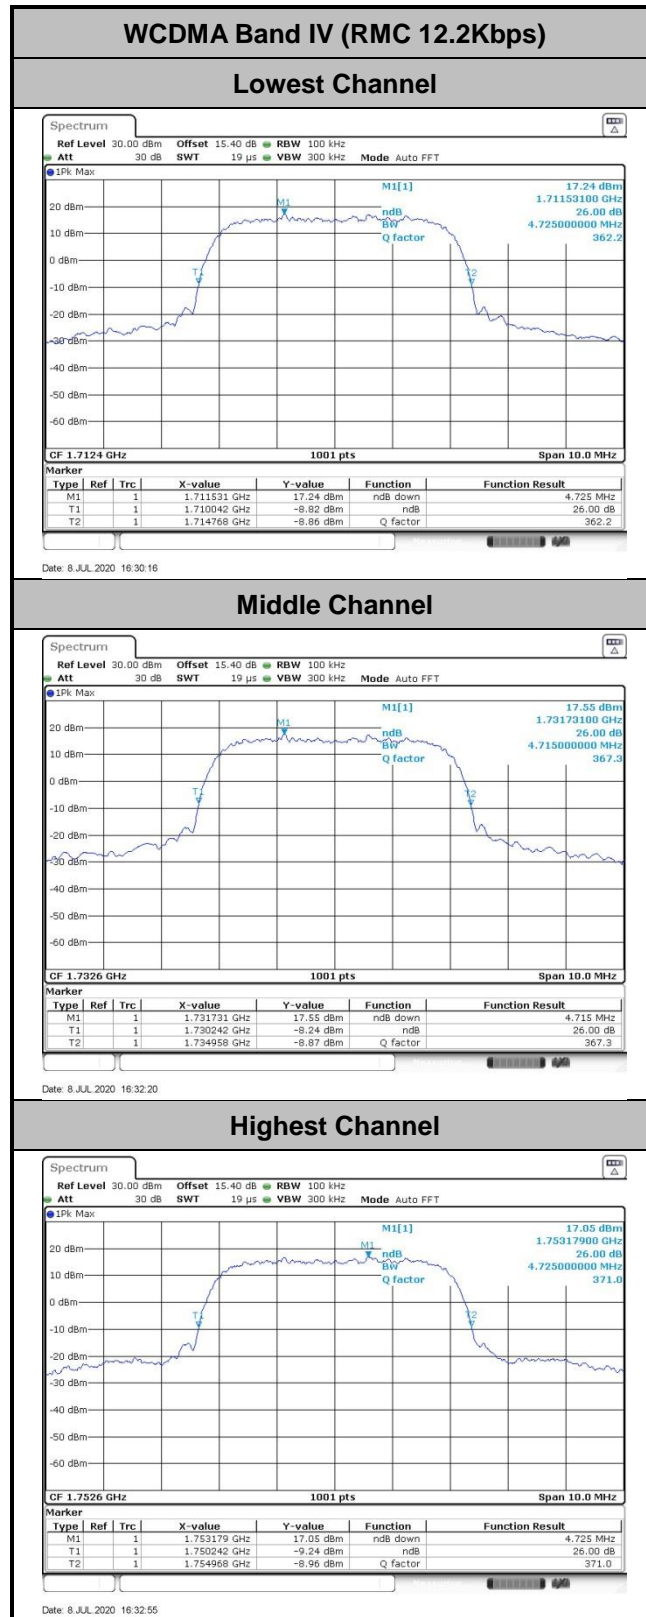 WCDMA Band IV (RMC 12.2Kbps)
Lowest Channel
Spectrum
Ref Level 30.00 dBm Offset 15.40 dB RBW 100 kHz
Att 30 dB SWT 19 µs VBW 300 kHz Mode Auto FFT
1Pk Max
M1[1] 17.24 dBm
1.71153100 GHz
M1
20 dBm
ndB 26.00 dB
BW 4.725000000 MHz
10 dBm
Q factor 362.2
0 dBm
T1 T2
-10 dBm
-20 dBm
-30 dBm
-40 dBm
-50 dBm
-60 dBm
CF 1.7124 GHz 1001 pts Span 10.0 MHz
Marker
Type Ref Trc X-value Y-value Function Function Result
M1 1 1.711531 GHz 17.24 dBm ndB down 4.725 MHz
T1 1 1.710042 GHz -8.82 dBm ndB 26.00 dB
T2 1 1.714768 GHz -8.86 dBm Q factor 362.2
Date: 8.JUL.2020 16:30:16
Middle Channel
Spectrum
Ref Level 30.00 dBm Offset 15.40 dB RBW 100 kHz
Att 30 dB SWT 19 µs VBW 300 kHz Mode Auto FFT
1Pk Max
M1[1] 17.55 dBm
1.73173100 GHz
M1
20 dBm
ndB 26.00 dB
BW 4.715000000 MHz
10 dBm
Q factor 367.3
0 dBm
T1 T2
-10 dBm
-20 dBm
-30 dBm
-40 dBm
-50 dBm
-60 dBm
CF 1.7326 GHz 1001 pts Span 10.0 MHz
Marker
Type Ref Trc X-value Y-value Function Function Result
M1 1 1.731731 GHz 17.55 dBm ndB down 4.715 MHz
T1 1 1.730242 GHz -8.24 dBm ndB 26.00 dB
T2 1 1.734958 GHz -8.87 dBm Q factor 367.3
Date: 8.JUL.2020 16:32:20
Highest Channel
Spectrum
Ref Level 30.00 dBm Offset 15.40 dB RBW 100 kHz
Att 30 dB SWT 19 µs VBW 300 kHz Mode Auto FFT
1Pk Max
M1[1] 17.05 dBm
1.75317900 GHz
M1
20 dBm
ndB 26.00 dB
BW 4.725000000 MHz
10 dBm
Q factor 371.0
0 dBm
T1 T2
-10 dBm
-20 dBm
-30 dBm
-40 dBm
-50 dBm
-60 dBm
CF 1.7526 GHz 1001 pts Span 10.0 MHz
Marker
Type Ref Trc X-value Y-value Function Function Result
M1 1 1.753179 GHz 17.05 dBm ndB down 4.725 MHz
T1 1 1.750242 GHz -9.24 dBm ndB 26.00 dB
T2 1 1.754968 GHz -8.96 dBm Q factor 371.0
Date: 8.JUL.2020 16:32:55